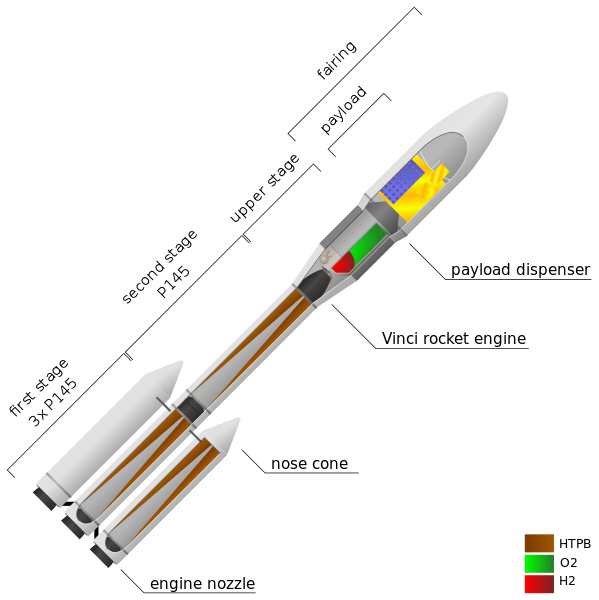 fairing
payload
upper stage
second stage
P145
first stage
3x P145
payload dispenser
Vinci rocket engine
nose cone
engine nozzle
HTPB
O2
H2